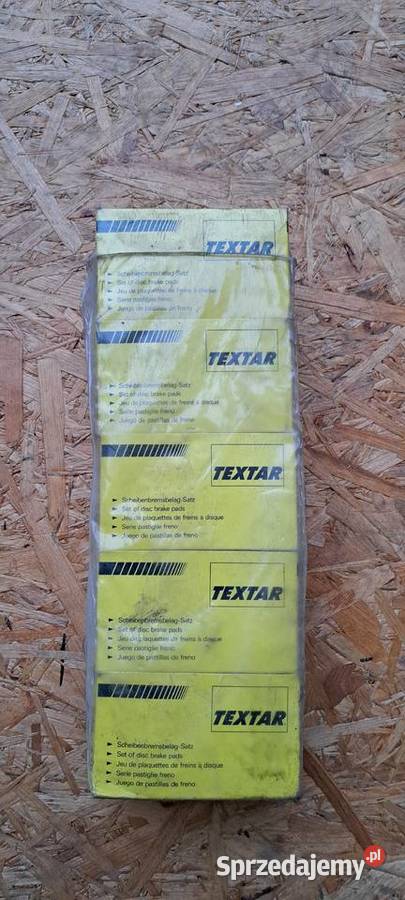 TEXTAR
Scheibenbremsbelag-Satz
Set of disc brake pads
Jeu de plaquettes de freins à disque
Serie pastiglie freno
Juego de pastillas de freno
TEXTAR
Scheibenbremsbelag-Satz
Set of disc brake pads
Jeu de plaquettes de freins à disque
Serie pastiglie freno
Juego de pastillas de freno
TEXTAR
Scheibenbremsbelag-Satz
Set of disc brake pads
Jeu de plaquettes de freins à disque
Serie pastiglie freno
Juego de pastillas de freno
TEXTAR
Scheibenbremsbelag-Satz
Set of disc brake pads
Jeu de plaquettes de freins à disque
Serie pastiglie freno
Juego de pastillas de freno
TEXTAR
Scheibenbremsbelag-Satz
Set of disc brake pads
Jeu de plaquettes de freins à disque
Serie pastiglie freno
Juego de pastillas de freno
Sprzedajemy.pl